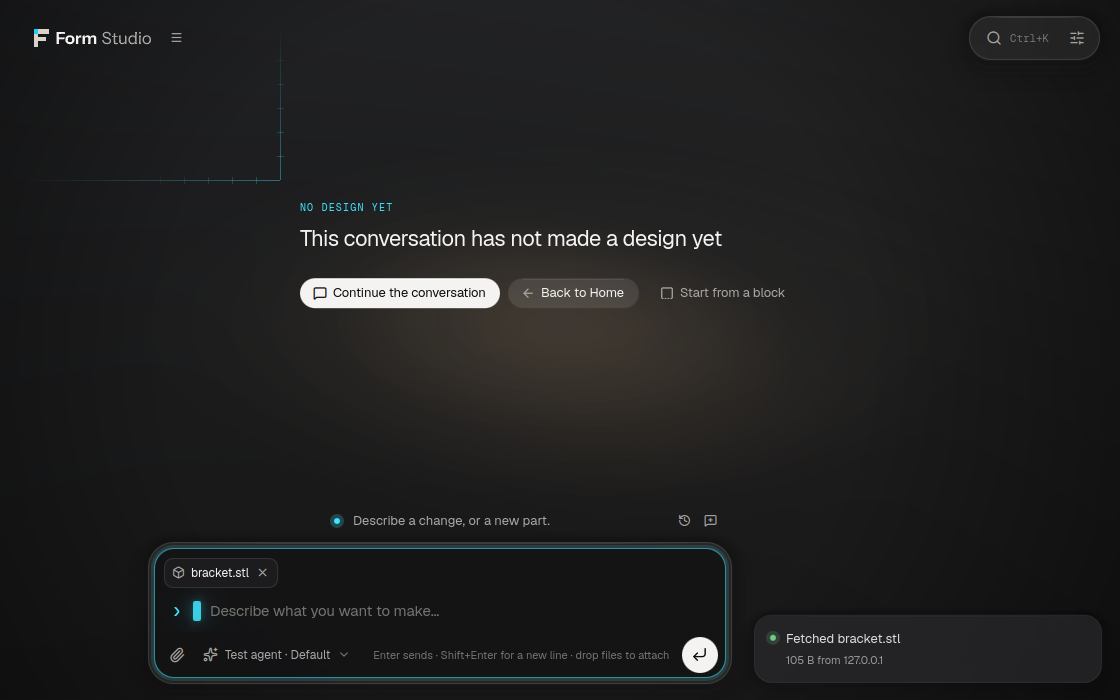 Form Studio
Ctrl+K
NO DESIGN YET
This conversation has not made a design yet
Continue the conversation
Back to Home
Start from a block
Describe a change, or a new part.
bracket.stl
Describe what you want to make...
Test agent · Default
Enter sends · Shift+Enter for a new line · drop files to attach
Fetched bracket.stl
105 B from 127.0.0.1